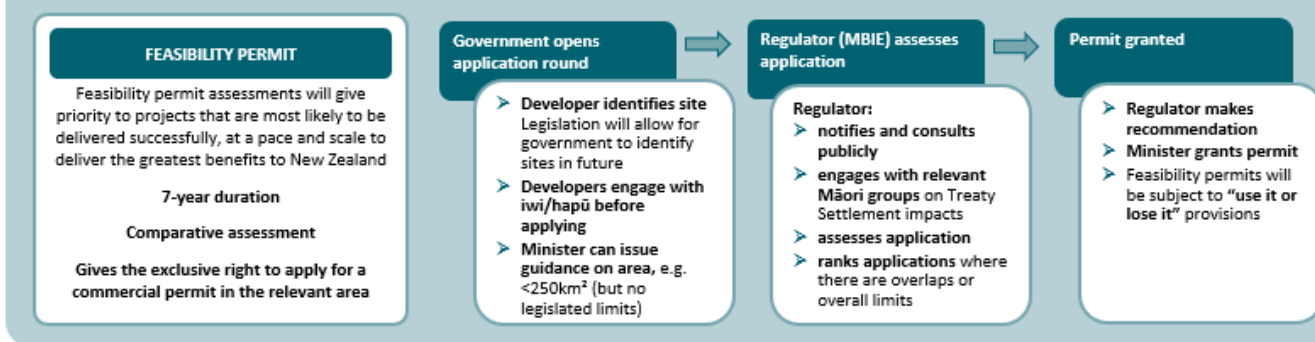 FEASIBILITY PERMIT
Feasibility permit assessments will give
priority to projects that are most likely to be
delivered successfully, at a pace and scale to
deliver the greatest benefits to New Zealand
7-year duration
Comparative assessment
Gives the exclusive right to apply for a
commercial permit in the relevant area
Government opens
application round
➢ Developer identifies site
Legislation will allow for
government to identify
sites in future
➢ Developers engage with
iwi/hapū before
applying
➢ Minister can issue
guidance on area, e.g.
<250km² (but no
legislated limits)
Regulator (MBIE) assesses
application
Regulator:
➢ notifies and consults
publicly
➢ engages with relevant
Māori groups on Treaty
Settlement impacts
➢ assesses application
➢ ranks applications where
there are overlaps or
overall limits
Permit granted
➢ Regulator makes
recommendation
➢ Minister grants permit
➢ Feasibility permits will
be subject to “use it or
lose it” provisions